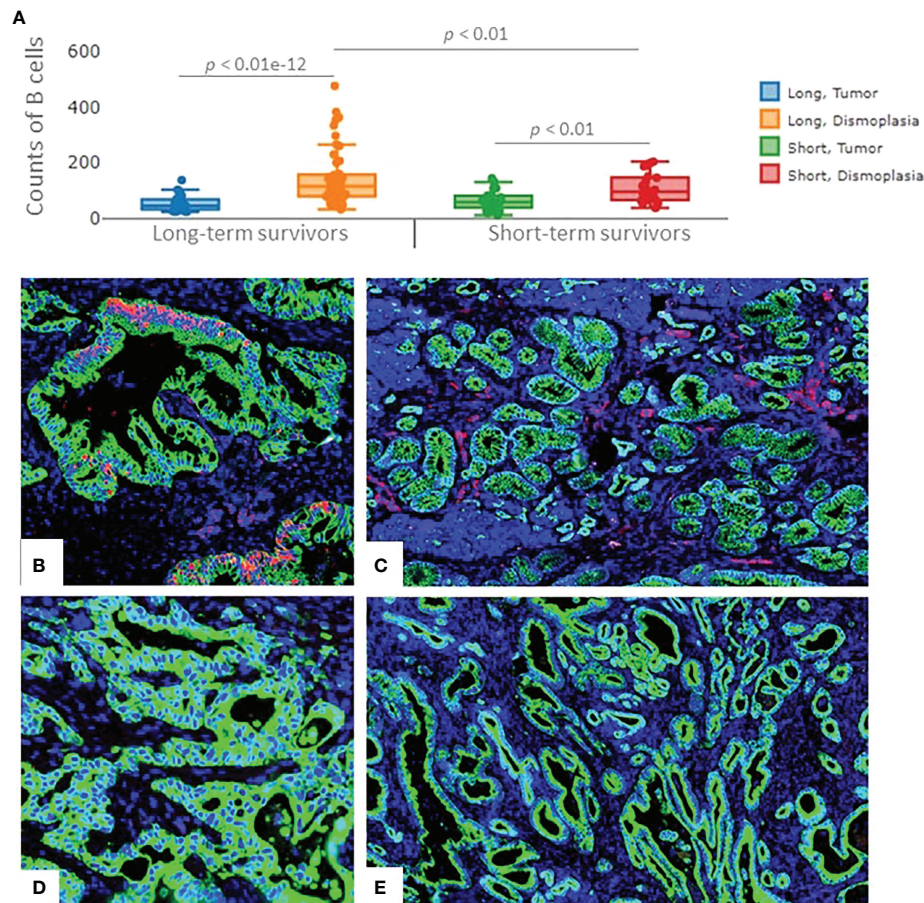 A
Counts of B cells
600
400
200
0
p < 0.01e-12
p < 0.01
p < 0.01
Long-term survivors
Short-term survivors
Long, Tumor
Long, Dismoplasia
Short, Tumor
Short, Dismoplasia
B
C
D
E